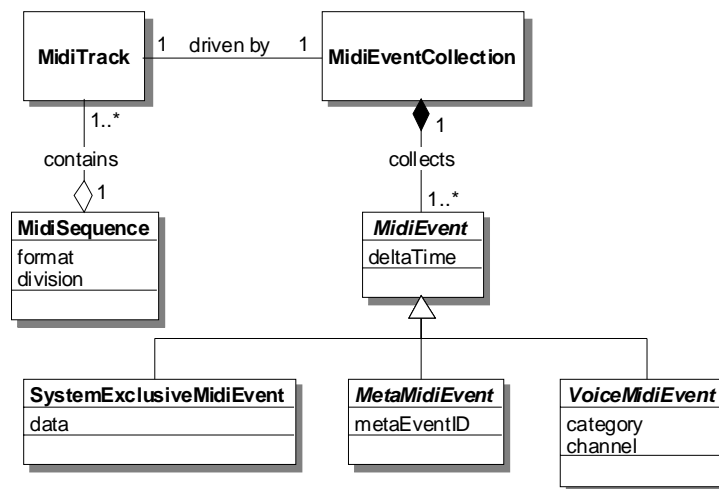 MidiTrack
1 driven by 1
MidiEventCollection
1..*
contains
1
1
collects
1..*
MidiSequence
format
division
MidiEvent
deltaTime
SystemExclusiveMidiEvent
data
MetaMidiEvent
metaEventID
VoiceMidiEvent
category
channel